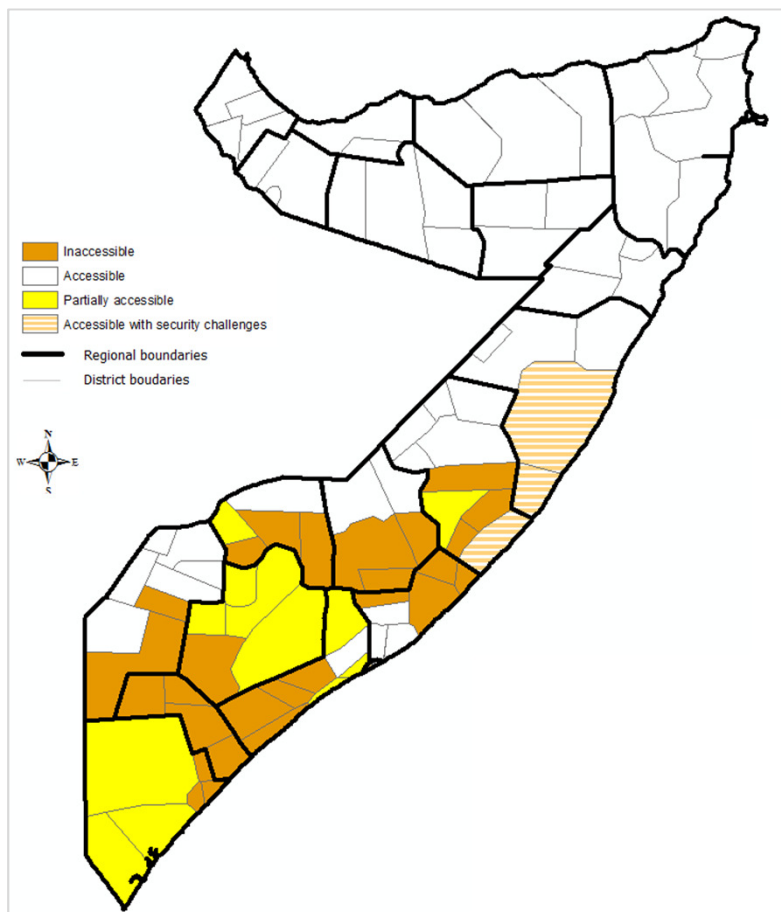 Inaccessible
Accessible
Partially accessible
Accessible with security challenges
Regional boundaries
District boudaries
N
W E
S